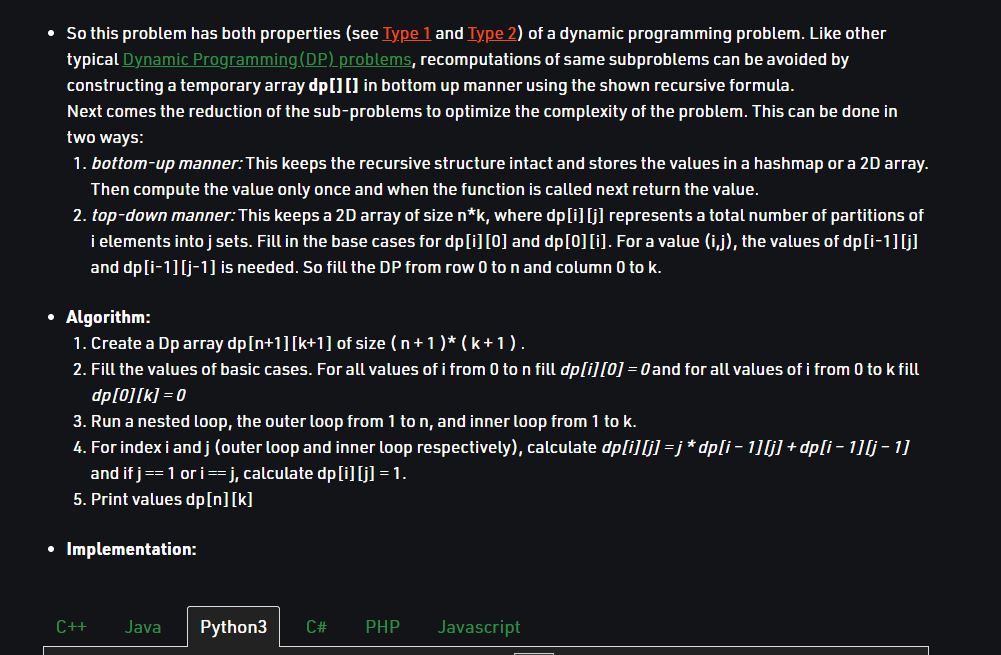 • So this problem has both properties (see Type 1 and Type 2) of a dynamic programming problem. Like other
typical Dynamic Programming(DP) problems, recomputations of same subproblems can be avoided by
constructing a temporary array dp[][] in bottom up manner using the shown recursive formula.
Next comes the reduction of the sub-problems to optimize the complexity of the problem. This can be done in
two ways:
1. bottom-up manner: This keeps the recursive structure intact and stores the values in a hashmap or a 2D array.
Then compute the value only once and when the function is called next return the value.
2. top-down manner: This keeps a 2D array of size n*k, where dp[i][j] represents a total number of partitions of
i elements into j sets. Fill in the base cases for dp[i][0] and dp[0][i]. For a value (i,j), the values of dp[i-1][j]
and dp[i-1][j-1] is needed. So fill the DP from row 0 to n and column 0 to k.
• Algorithm:
1. Create a Dp array dp[n+1][k+1] of size ( n + 1 )* ( k + 1 ) .
2. Fill the values of basic cases. For all values of i from 0 to n fill dp[i][0] = 0 and for all values of i from 0 to k fill
dp[0][k] = 0
3. Run a nested loop, the outer loop from 1 to n, and inner loop from 1 to k.
4. For index i and j (outer loop and inner loop respectively), calculate dp[i][j] = j * dp[i – 1][j] + dp[i – 1][j – 1]
and if j == 1 or i == j, calculate dp[i][j] = 1.
5. Print values dp[n][k]
• Implementation:
C++ Java Python3 C# PHP Javascript